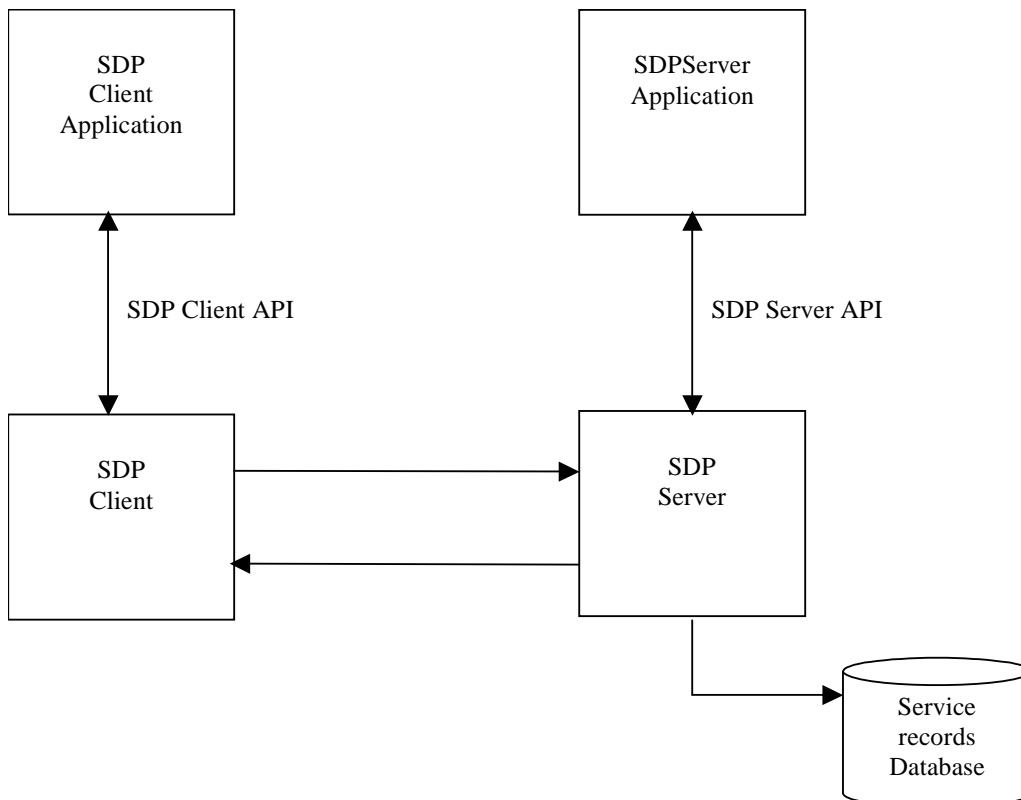 SDP
Client
Application
SDPServer
Application
SDP Client API
SDP Server API
SDP
Client
SDP
Server
Service
records
Database